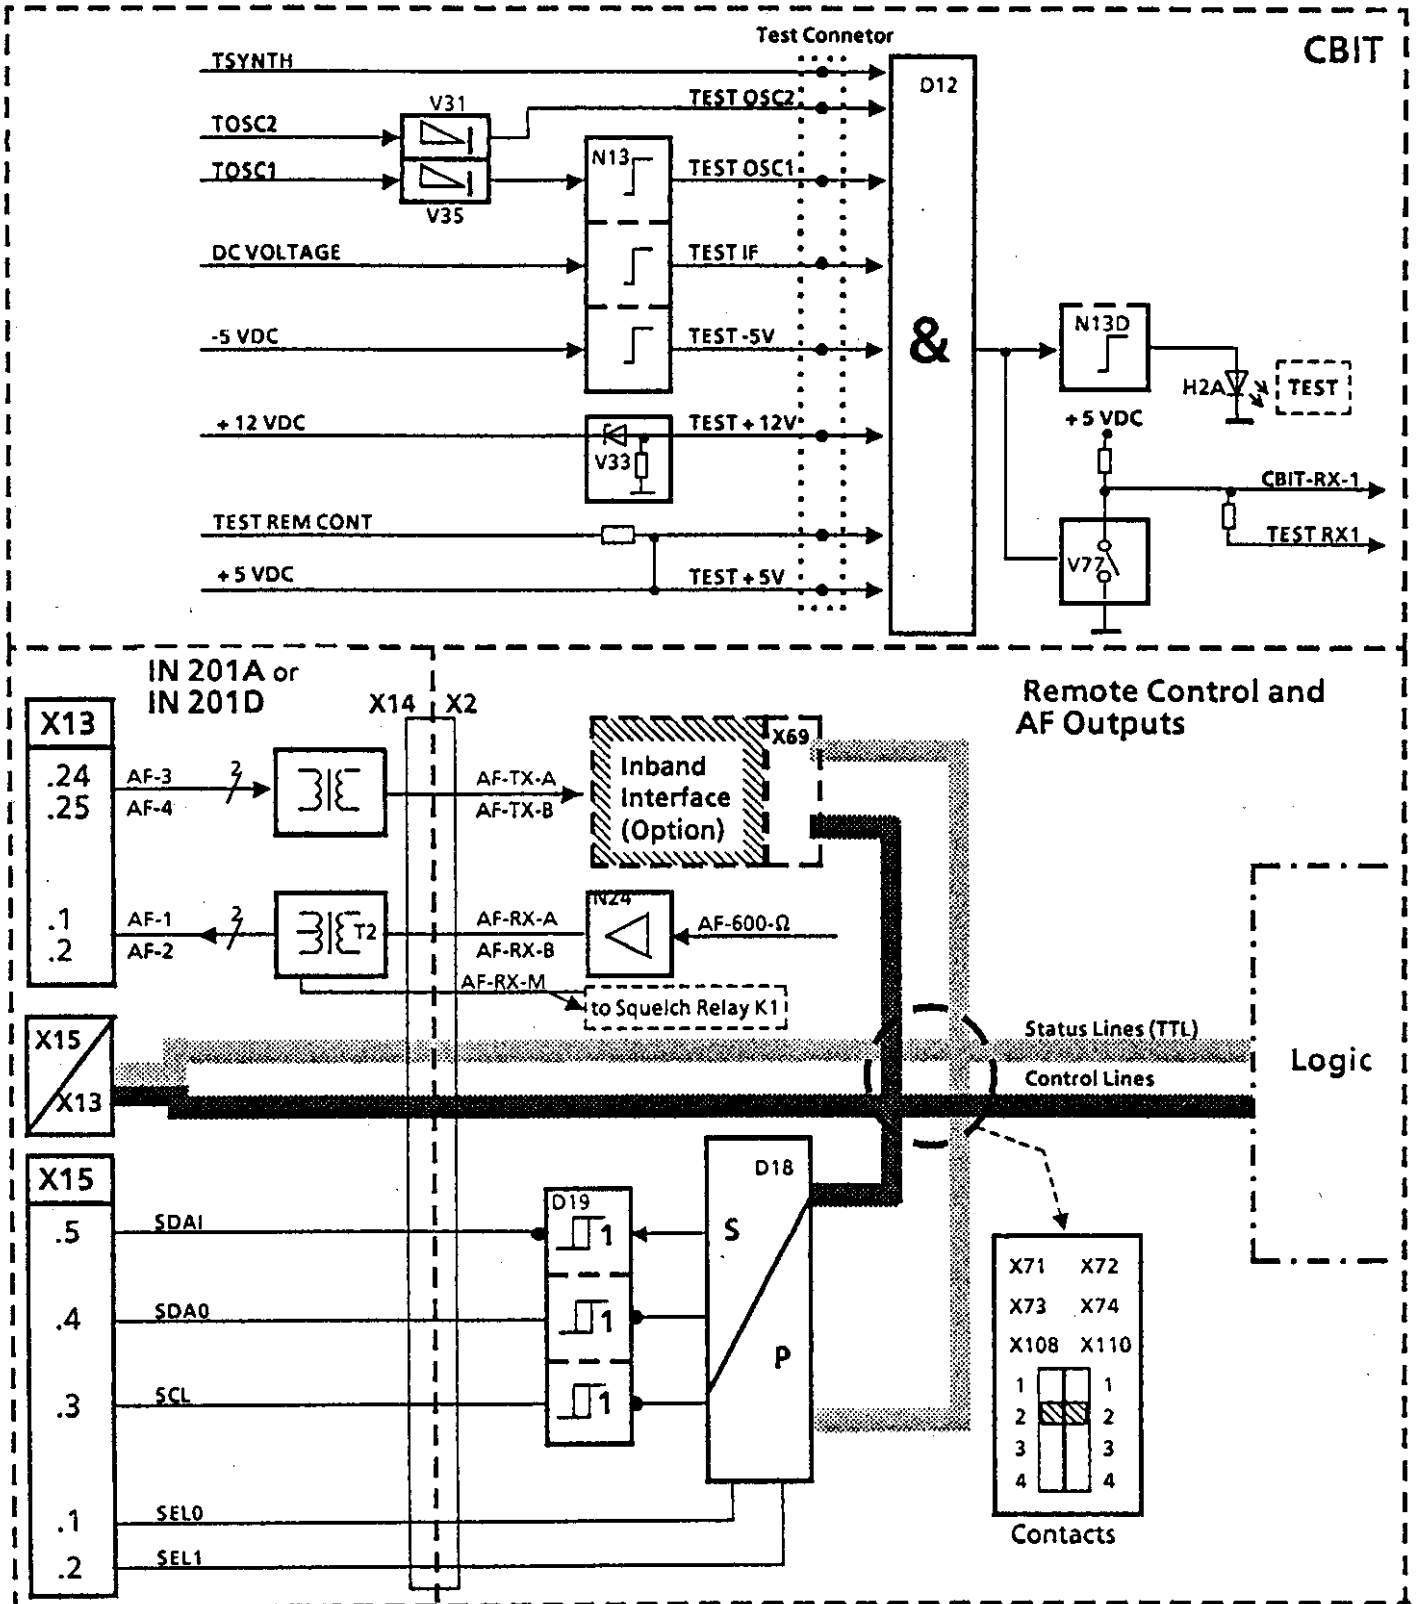 Test Connetor
CBIT
TSYNTH
D12
V31
TEST OSC2
TOSC2
N13
TOSC1
TEST OSC1
V35
DC VOLTAGE
TEST IF
-5 VDC
TEST -5V
&
N13D
H2A
TEST
+ 12 VDC
TEST + 12V
+ 5 VDC
V33
CBIT-RX-1
TEST REM CONT
TEST RX1
+ 5 VDC
TEST + 5V
V77
IN 201A or
IN 201D
X14
X2
Remote Control and
AF Outputs
X13
X69
.24
.25
AF-3
2
AF-4
AF-TX-A
AF-TX-B
Inband
Interface
(Option)
.1
.2
AF-1
2
AF-2
T2
AF-RX-A
AF-RX-B
N24
AF-600-Ω
AF-RX-M
to Squelch Relay K1
X15
X13
Status Lines (TTL)
Control Lines
Logic
X15
D18
D19
.5
SDAI
1
S
.4
SDA0
1
P
.3
SCL
1
.1
SEL0
.2
SEL1
X71 X72
X73 X74
X108 X110
1 1
2 2
3 3
4 4
Contacts